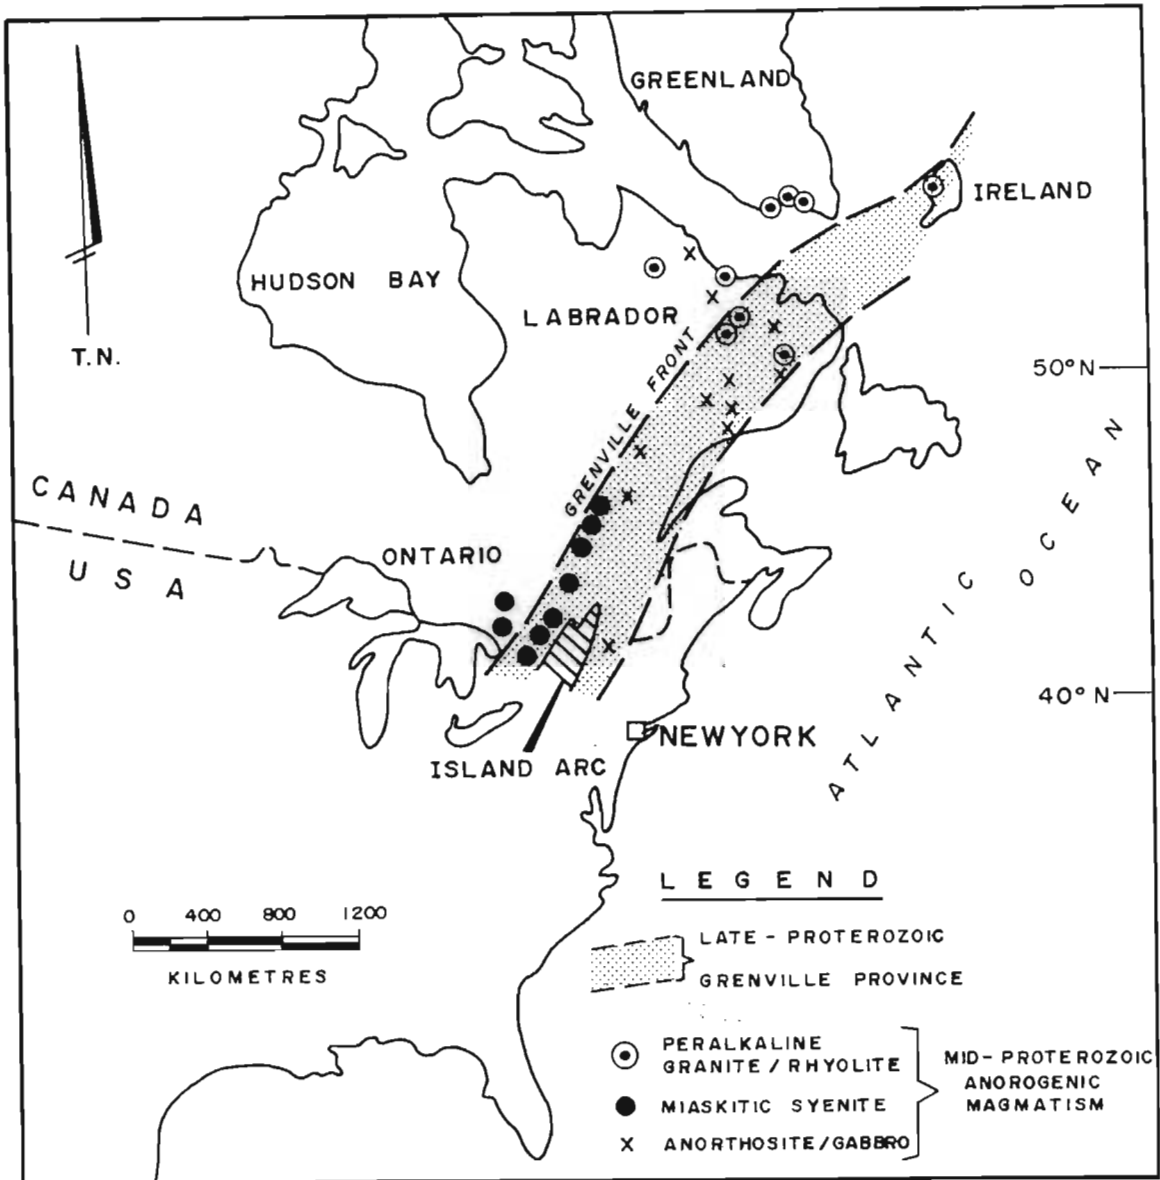 GREENLAND
IRELAND
HUDSON BAY
LABRADOR
T.N.
GRENVILLE FRONT
50°N
CANADA
USA
ONTARIO
ATLANTIC OCEAN
40°N
NEWYORK
ISLAND ARC
0 400 800 1200
KILOMETRES
LEGEND
LATE-PROTEROZOIC
GRENVILLE PROVINCE
PERALKALINE
GRANITE/RHYOLITE
MIASKITIC SYENITE
ANORTHOSITE/GABBRO
MID-PROTEROZOIC
ANOROGENIC
MAGMATISM